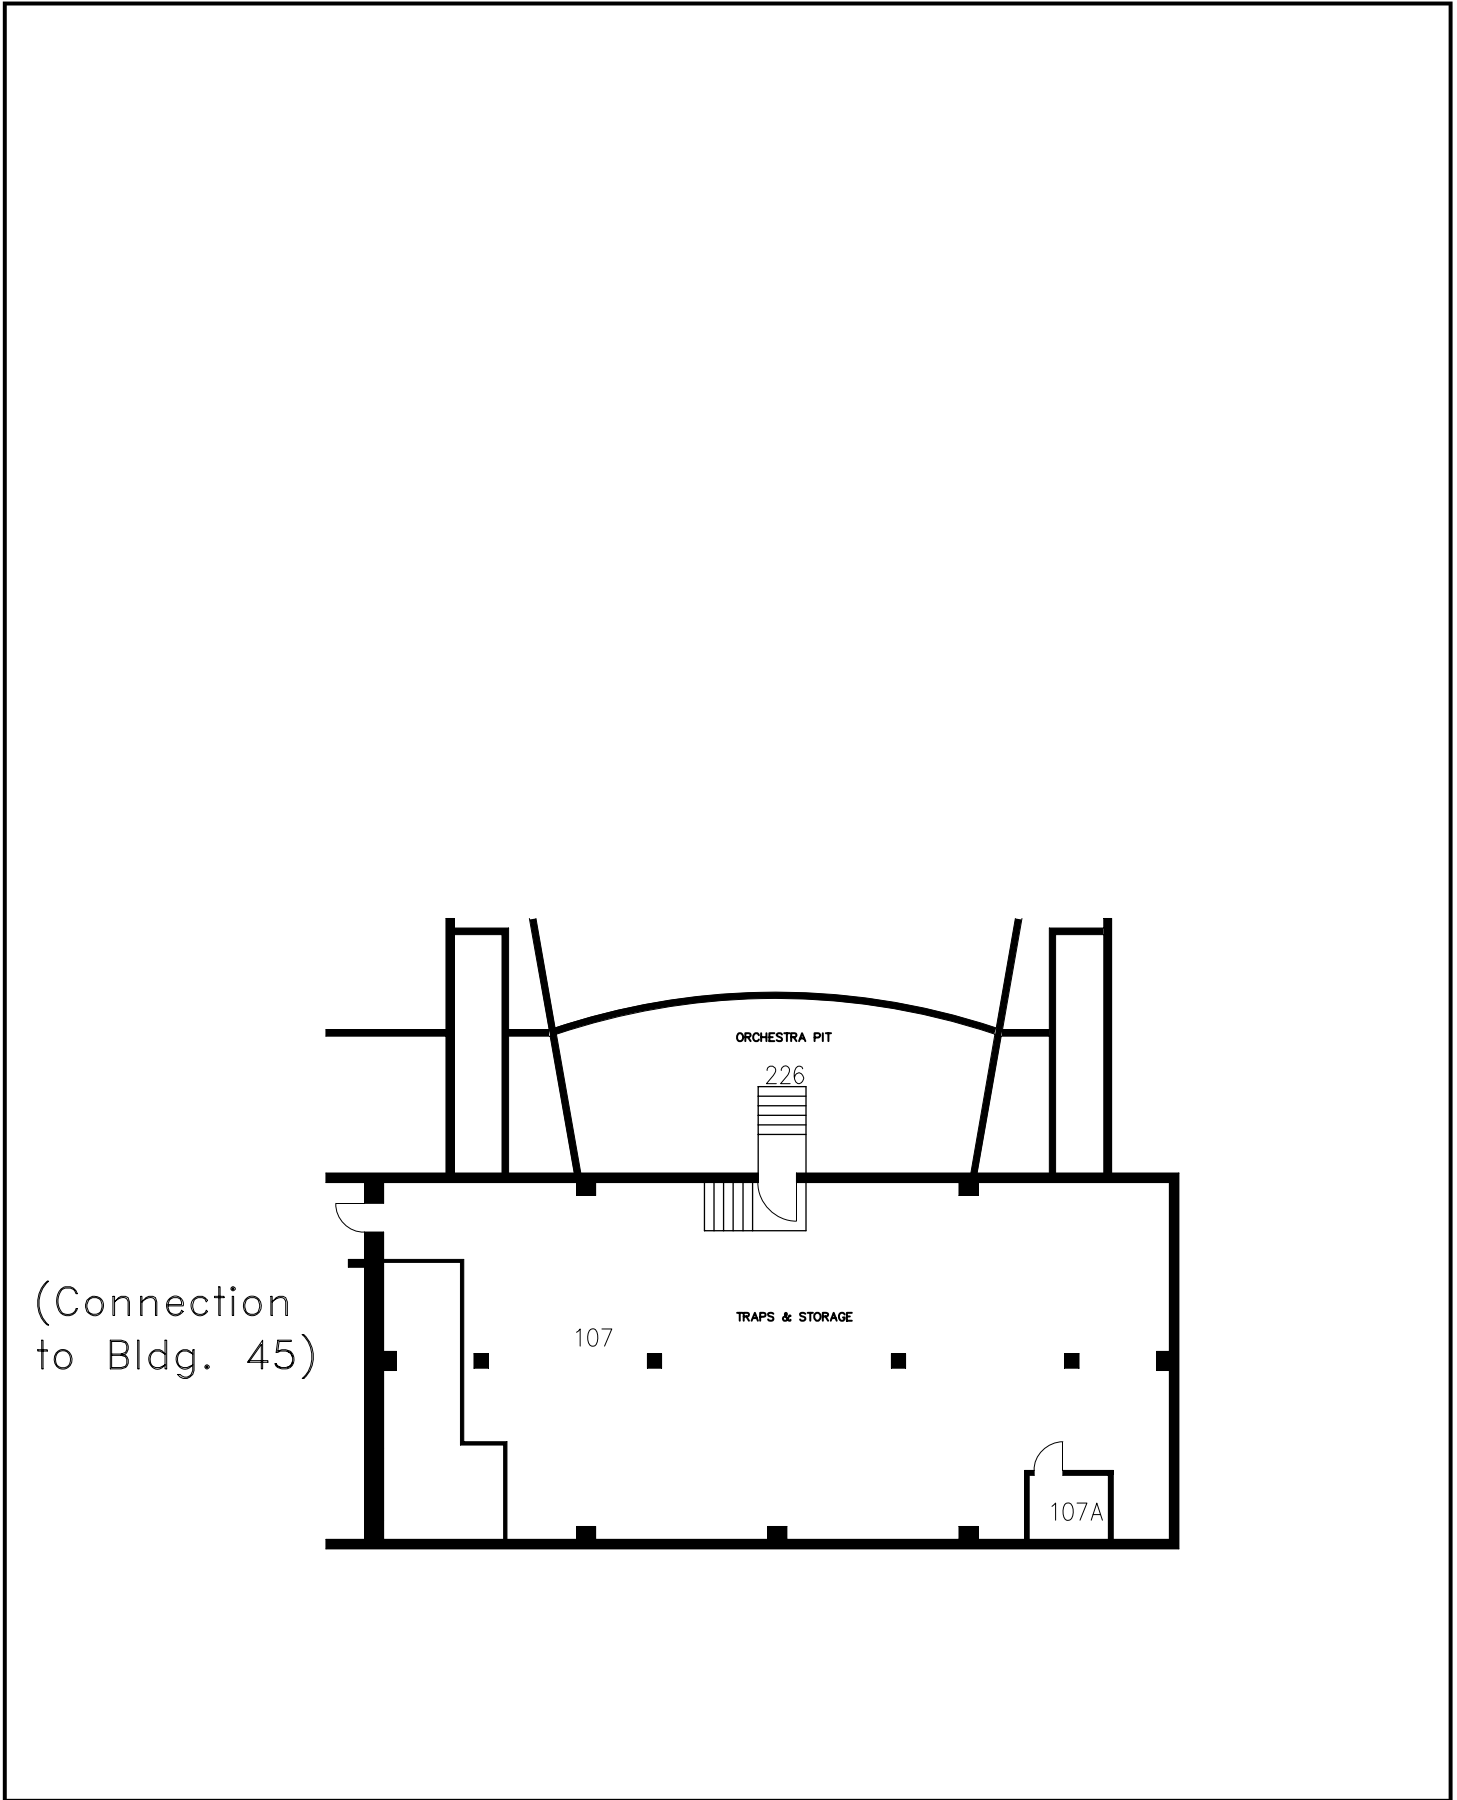 ORCHESTRA PIT
226
(Connection
to Bldg. 45)
TRAPS & STORAGE
107
107A